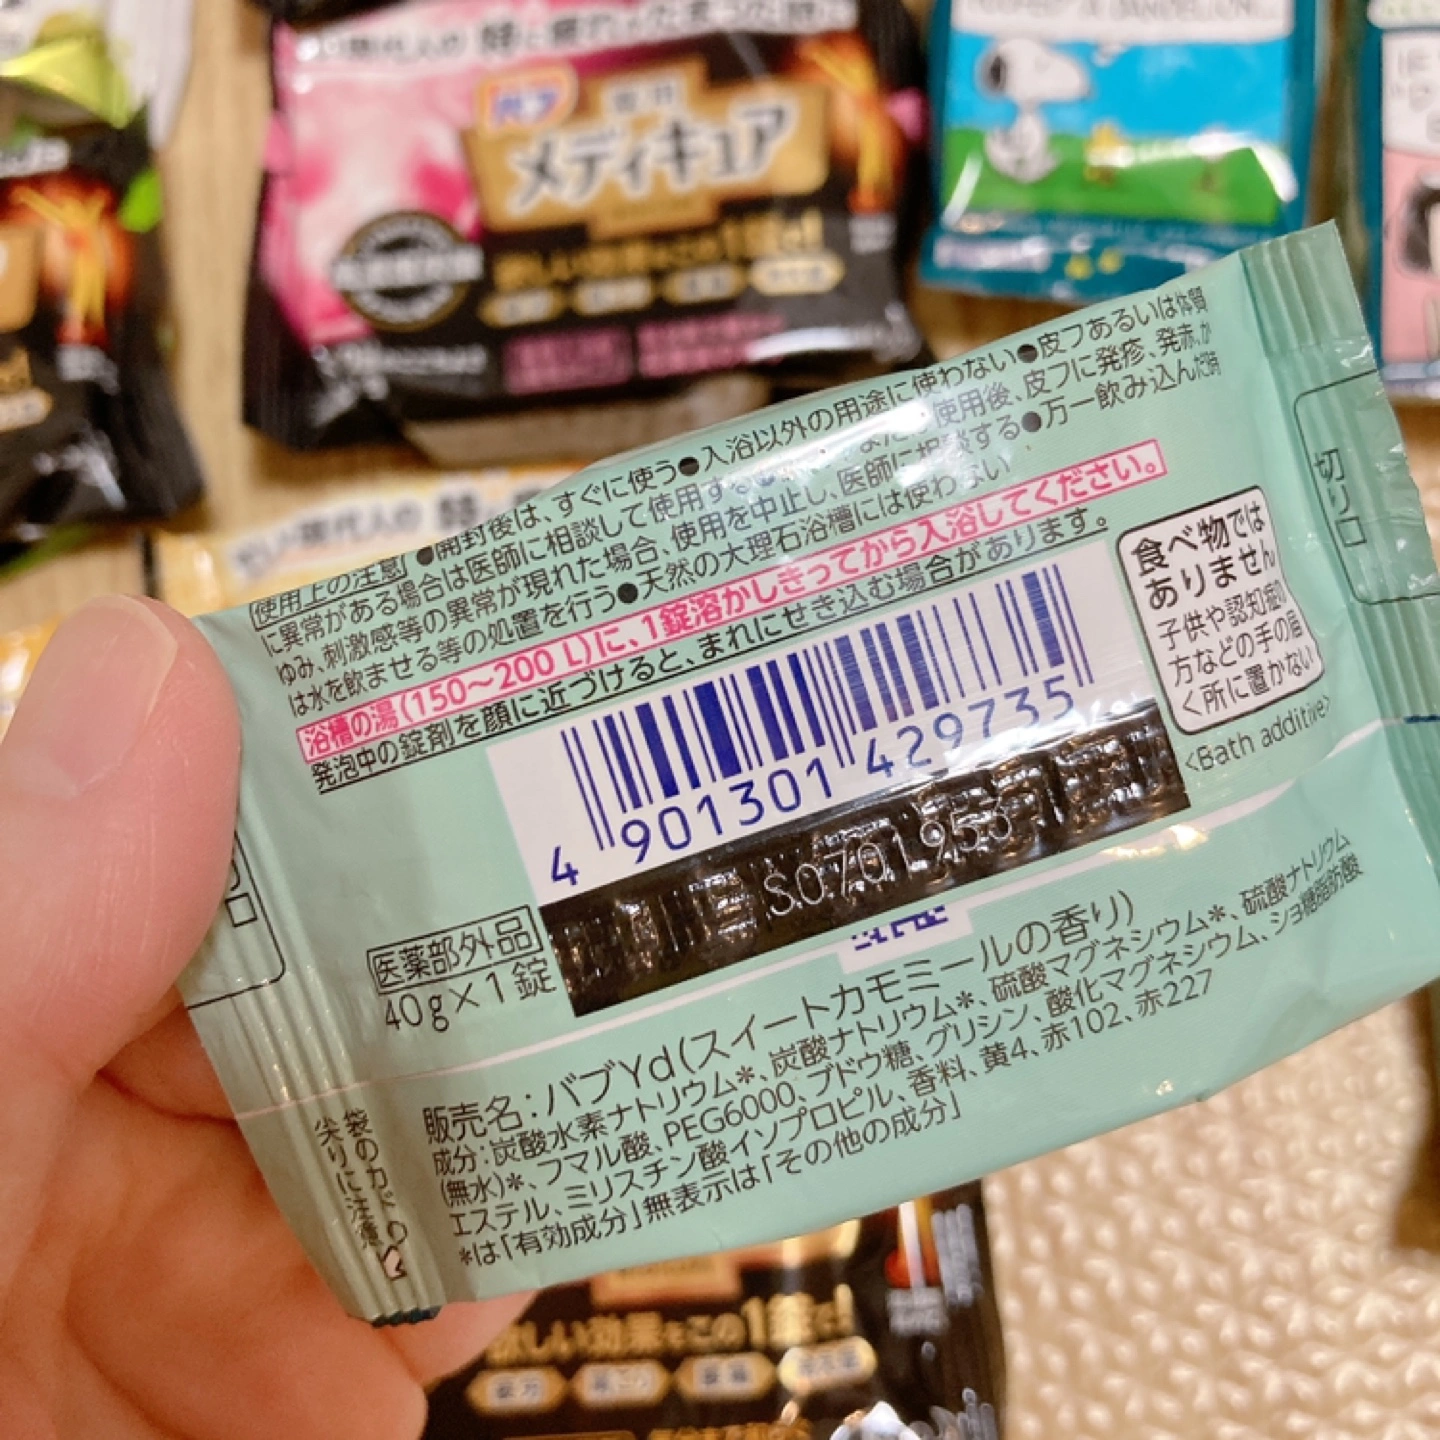 バブ
メディキュア
使用上の注意 ●開封後は、すぐに使う●入浴以外の用途に使わない●皮フあるいは体質
に異常がある場合は医師に相談して使用する
使用後、皮フに発疹、発赤、か
ゆみ、刺激感等の異常が現れた場合、使用を中止し、医師に相談する●万一飲み込んだ時
は水を飲ませる等の処置を行う●天然の大理石浴槽には使わない
浴槽の湯(150～200 L)に、1錠溶かしきってから入浴してください。
発泡中の錠剤を顔に近づけると、まれにせき込む場合があります。
切り口
食べ物では
ありません
子供や認知症の
方などの手の届
く所に置かない
<Bath additive>
4 901301 429735
S0701953
医薬部外品
40g×1錠
販売名:バブYd(スイートカモミールの香り)
成分:炭酸水素ナトリウム*、炭酸ナトリウム*、硫酸マグネシウム*、硫酸ナトリウム
(無水)*、フマル酸、PEG6000、ブドウ糖、グリシン、酸化マグネシウム、ショ糖脂肪酸
エステル、ミリスチン酸イソプロピル、香料、黄4、赤102、赤227
*は「有効成分」無表示は「その他の成分」
袋のカドの
尖りに注意
欲しい効果をこの1錠で!